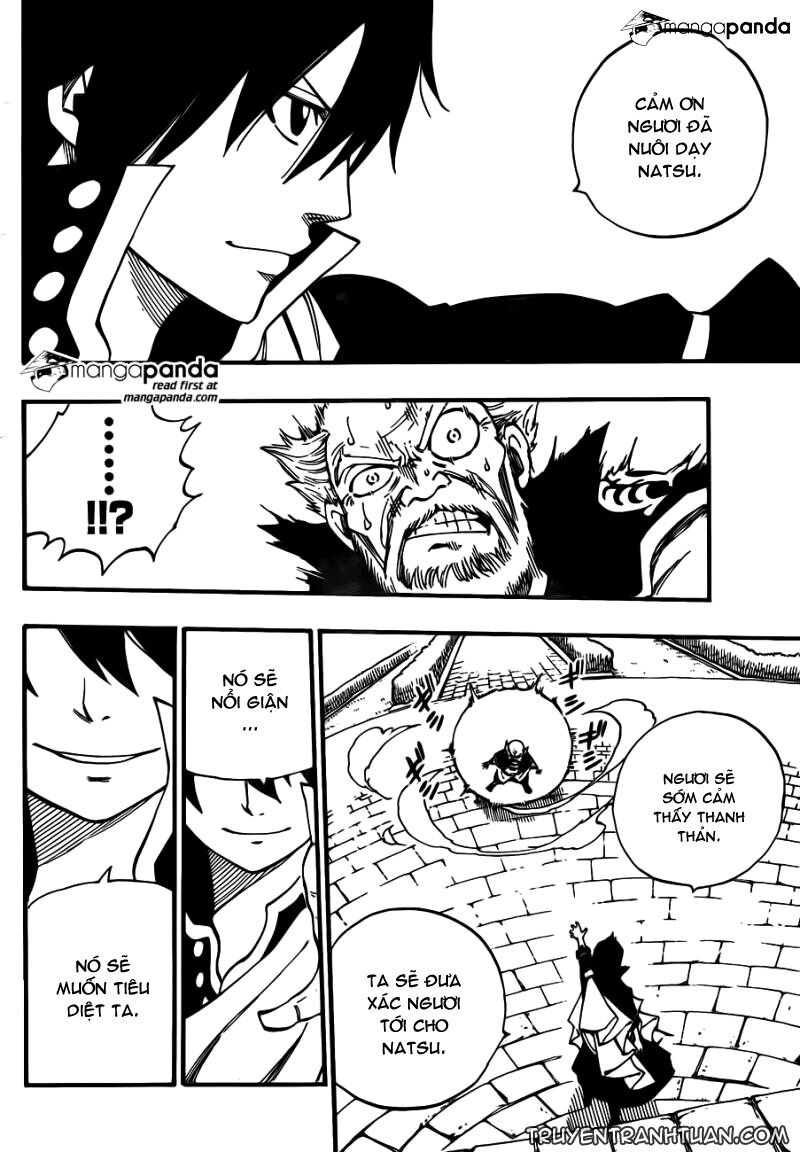 mangapanda
CẢM ƠN
NGƯƠI ĐÃ
NUÔI DẠY
NATSU.
mangapanda
read first at
mangapanda.com
......
!!?
NGƯƠI SẼ
SỚM CẢM
THẤY THANH
THẢN.
TA SẼ ĐƯA
XÁC NGƯƠI
TỚI CHO
NATSU.
NÓ SẼ
NỔI GIẬN
...
NÓ SẼ
MUỐN TIÊU
DIỆT TA.
TRUYENTRANHTUAN.COM